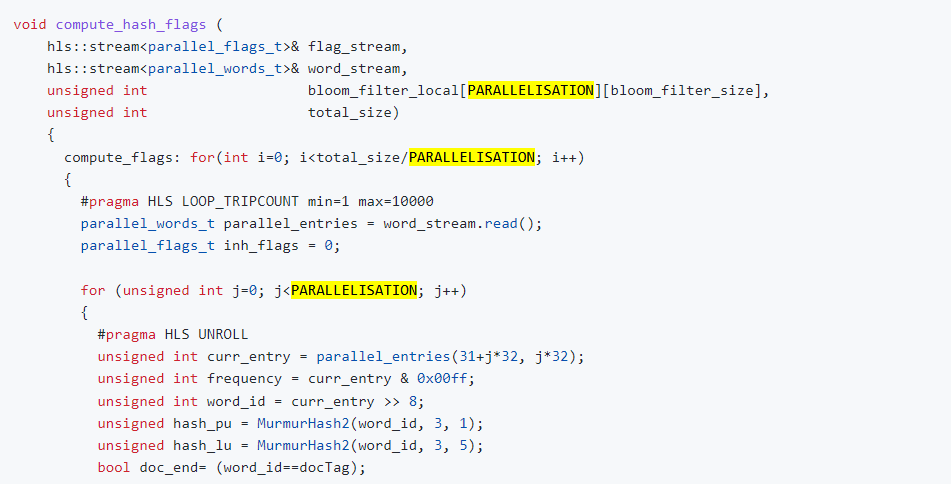 void compute_hash_flags (
hls::stream<parallel_flags_t>& flag_stream,
hls::stream<parallel_words_t>& word_stream,
unsigned int bloom_filter_local[PARALLELISATION][bloom_filter_size],
unsigned int total_size)
{
compute_flags: for(int i=0; i<total_size/PARALLELISATION; i++)
{
#pragma HLS LOOP_TRIPCOUNT min=1 max=10000
parallel_words_t parallel_entries = word_stream.read();
parallel_flags_t inh_flags = 0;
for (unsigned int j=0; j<PARALLELISATION; j++)
{
#pragma HLS UNROLL
unsigned int curr_entry = parallel_entries(31+j*32, j*32);
unsigned int frequency = curr_entry & 0x00ff;
unsigned int word_id = curr_entry >> 8;
unsigned hash_pu = MurmurHash2(word_id, 3, 1);
unsigned hash_lu = MurmurHash2(word_id, 3, 5);
bool doc_end= (word_id==docTag);